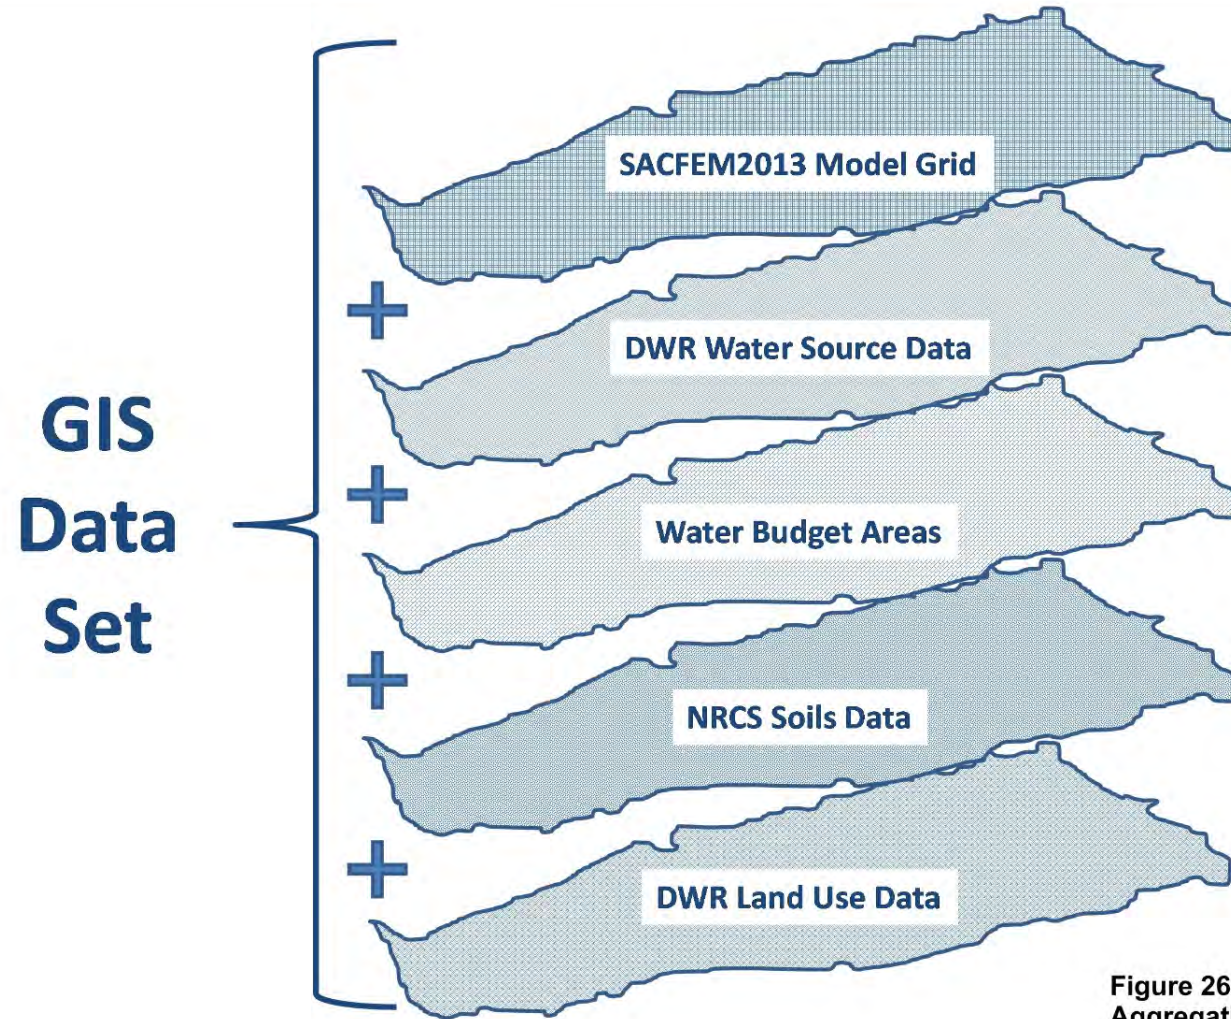 GIS
Data
Set
SACFEM2013 Model Grid
DWR Water Source Data
Water Budget Areas
NRCS Soils Data
DWR Land Use Data
Figure 26